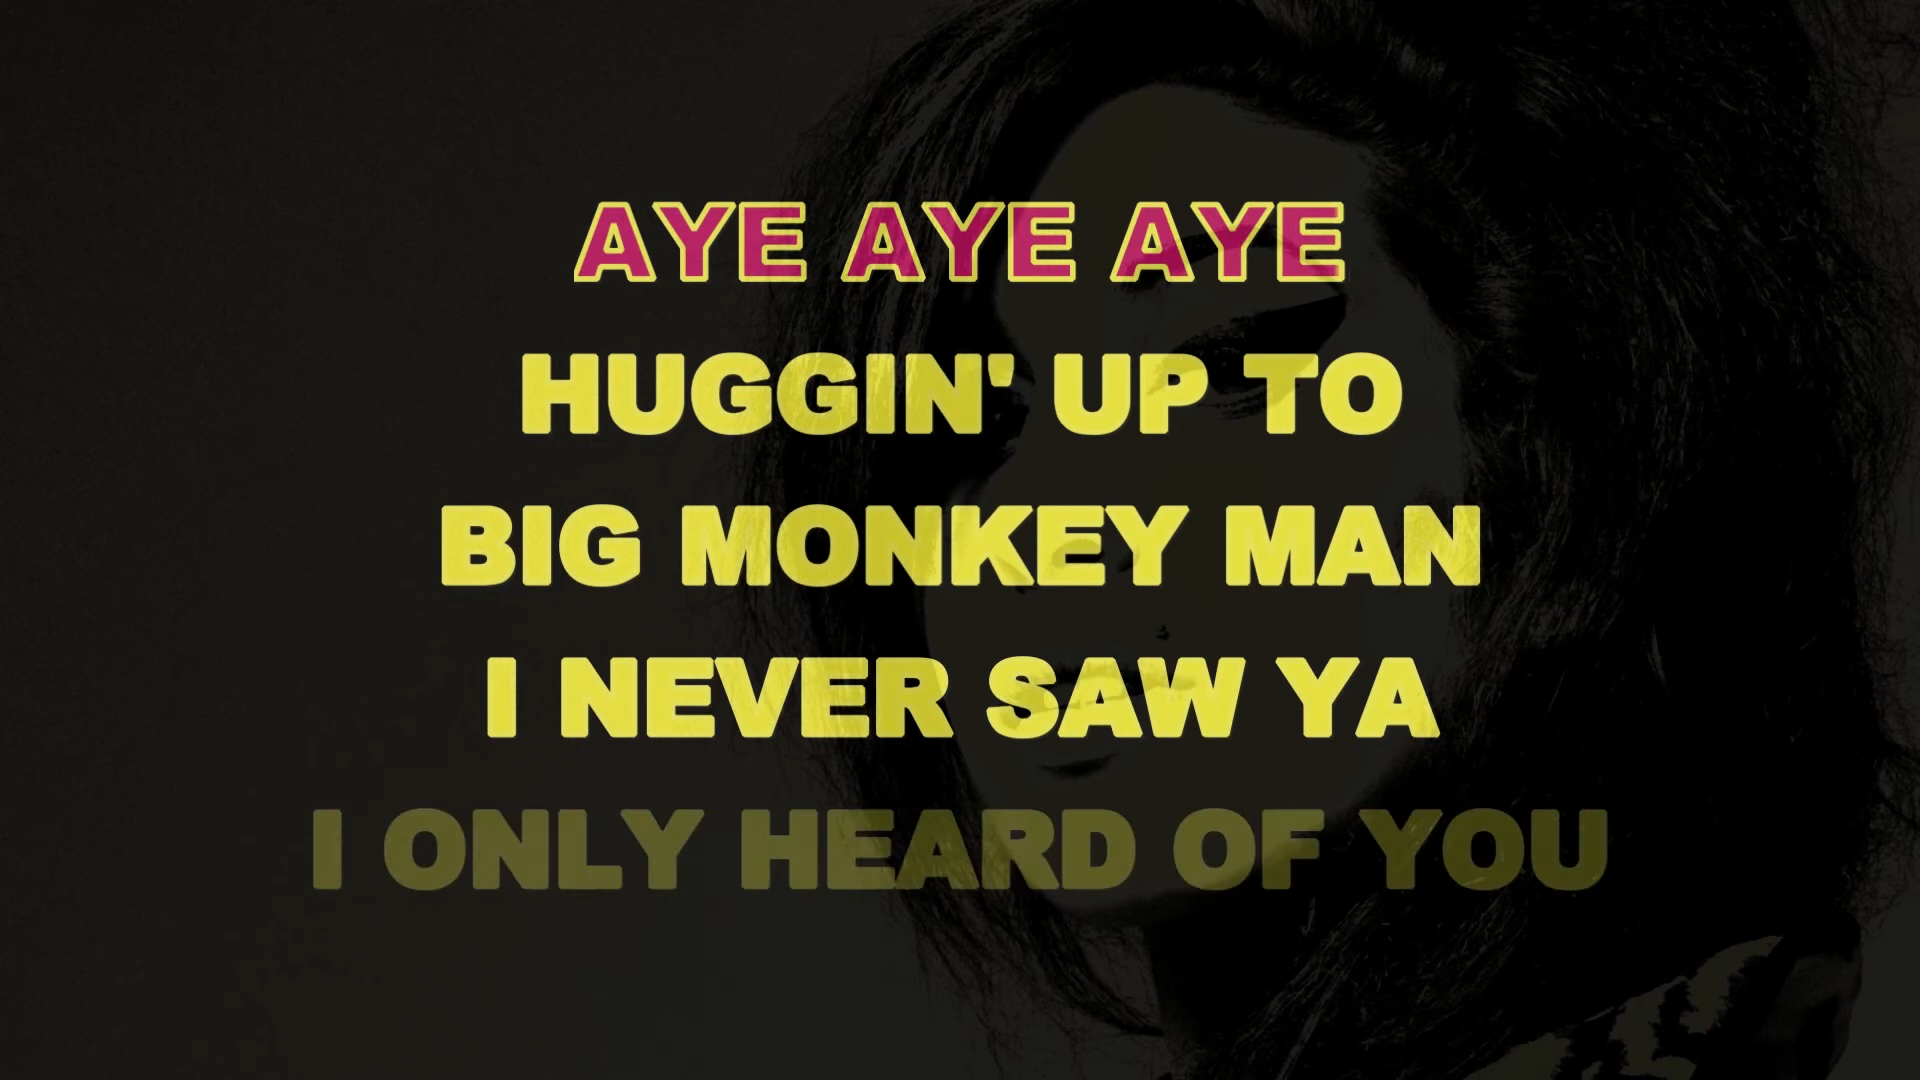 AYE AYE AYE
HUGGIN' UP TO
BIG MONKEY MAN
I NEVER SAW YA
I ONLY HEARD OF YOU